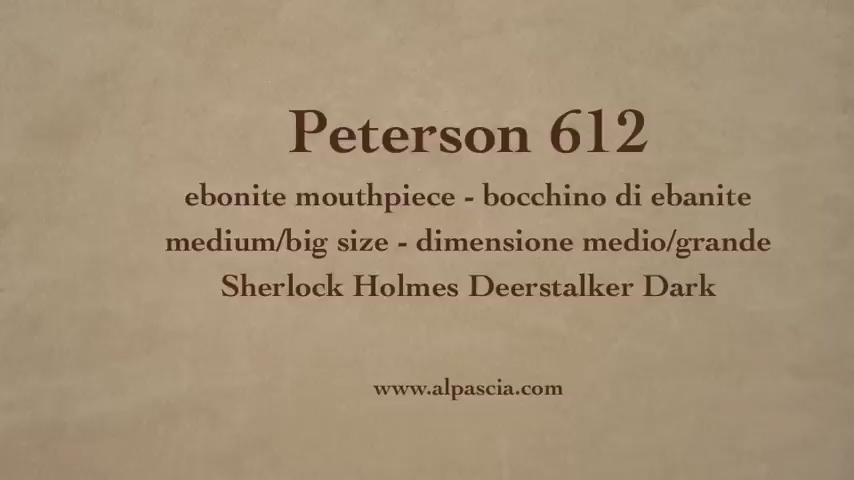 Peterson 612
ebonite mouthpiece - bocchino di ebanite
medium/big size - dimensione medio/grande
Sherlock Holmes Deerstalker Dark
www.alpascia.com